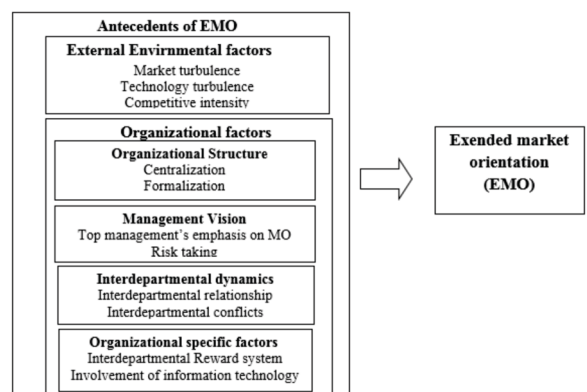 Antecedents of EMO
External Envirnmental factors
Market turbulence
Technology turbulence
Competitive intensity
Organizational factors
Organizational Structure
Centralization
Formalization
Management Vision
Top management's emphasis on MO
Risk taking
Interdepartmental dynamics
Interdepartmental relationship
Interdepartmental conflicts
Organizational specific factors
Interdepartmental Reward system
Involvement of information technology
Exended market
orientation
(EMO)